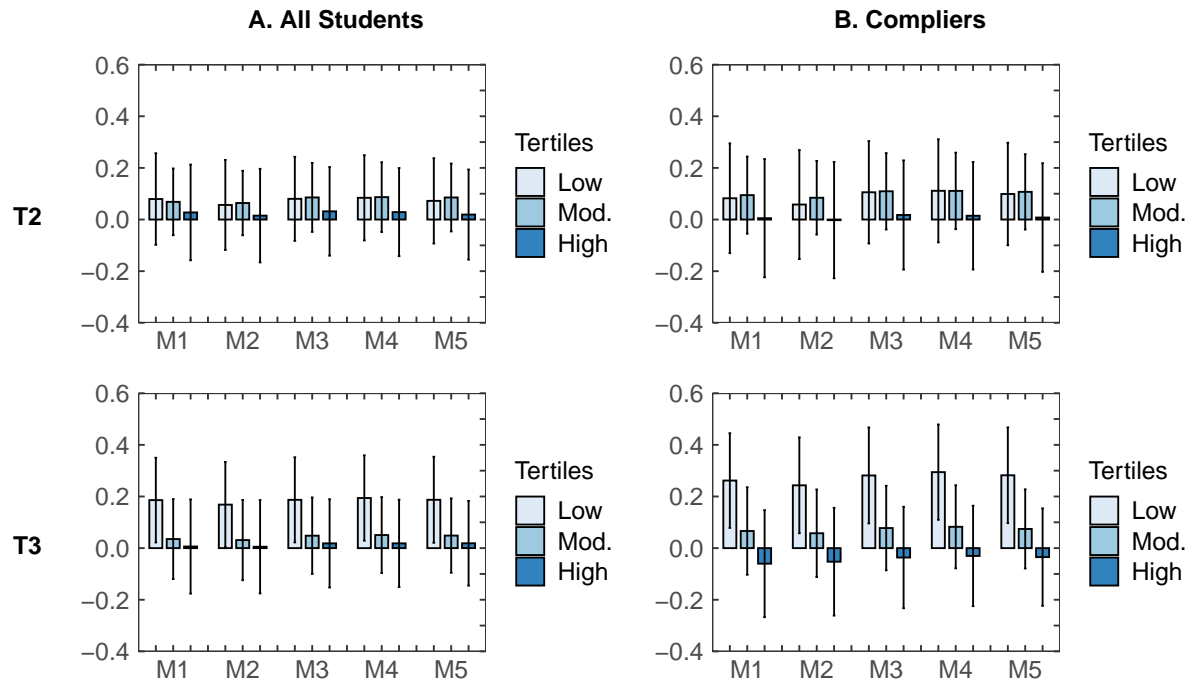 A. All Students
B. Compliers
T2
0.6
0.4
0.2
0.0
−0.2
−0.4
M1 M2 M3 M4 M5
Tertiles
Low
Mod.
High
0.6
0.4
0.2
0.0
−0.2
−0.4
M1 M2 M3 M4 M5
Tertiles
Low
Mod.
High
T3
0.6
0.4
0.2
0.0
−0.2
−0.4
M1 M2 M3 M4 M5
Tertiles
Low
Mod.
High
0.6
0.4
0.2
0.0
−0.2
−0.4
M1 M2 M3 M4 M5
Tertiles
Low
Mod.
High